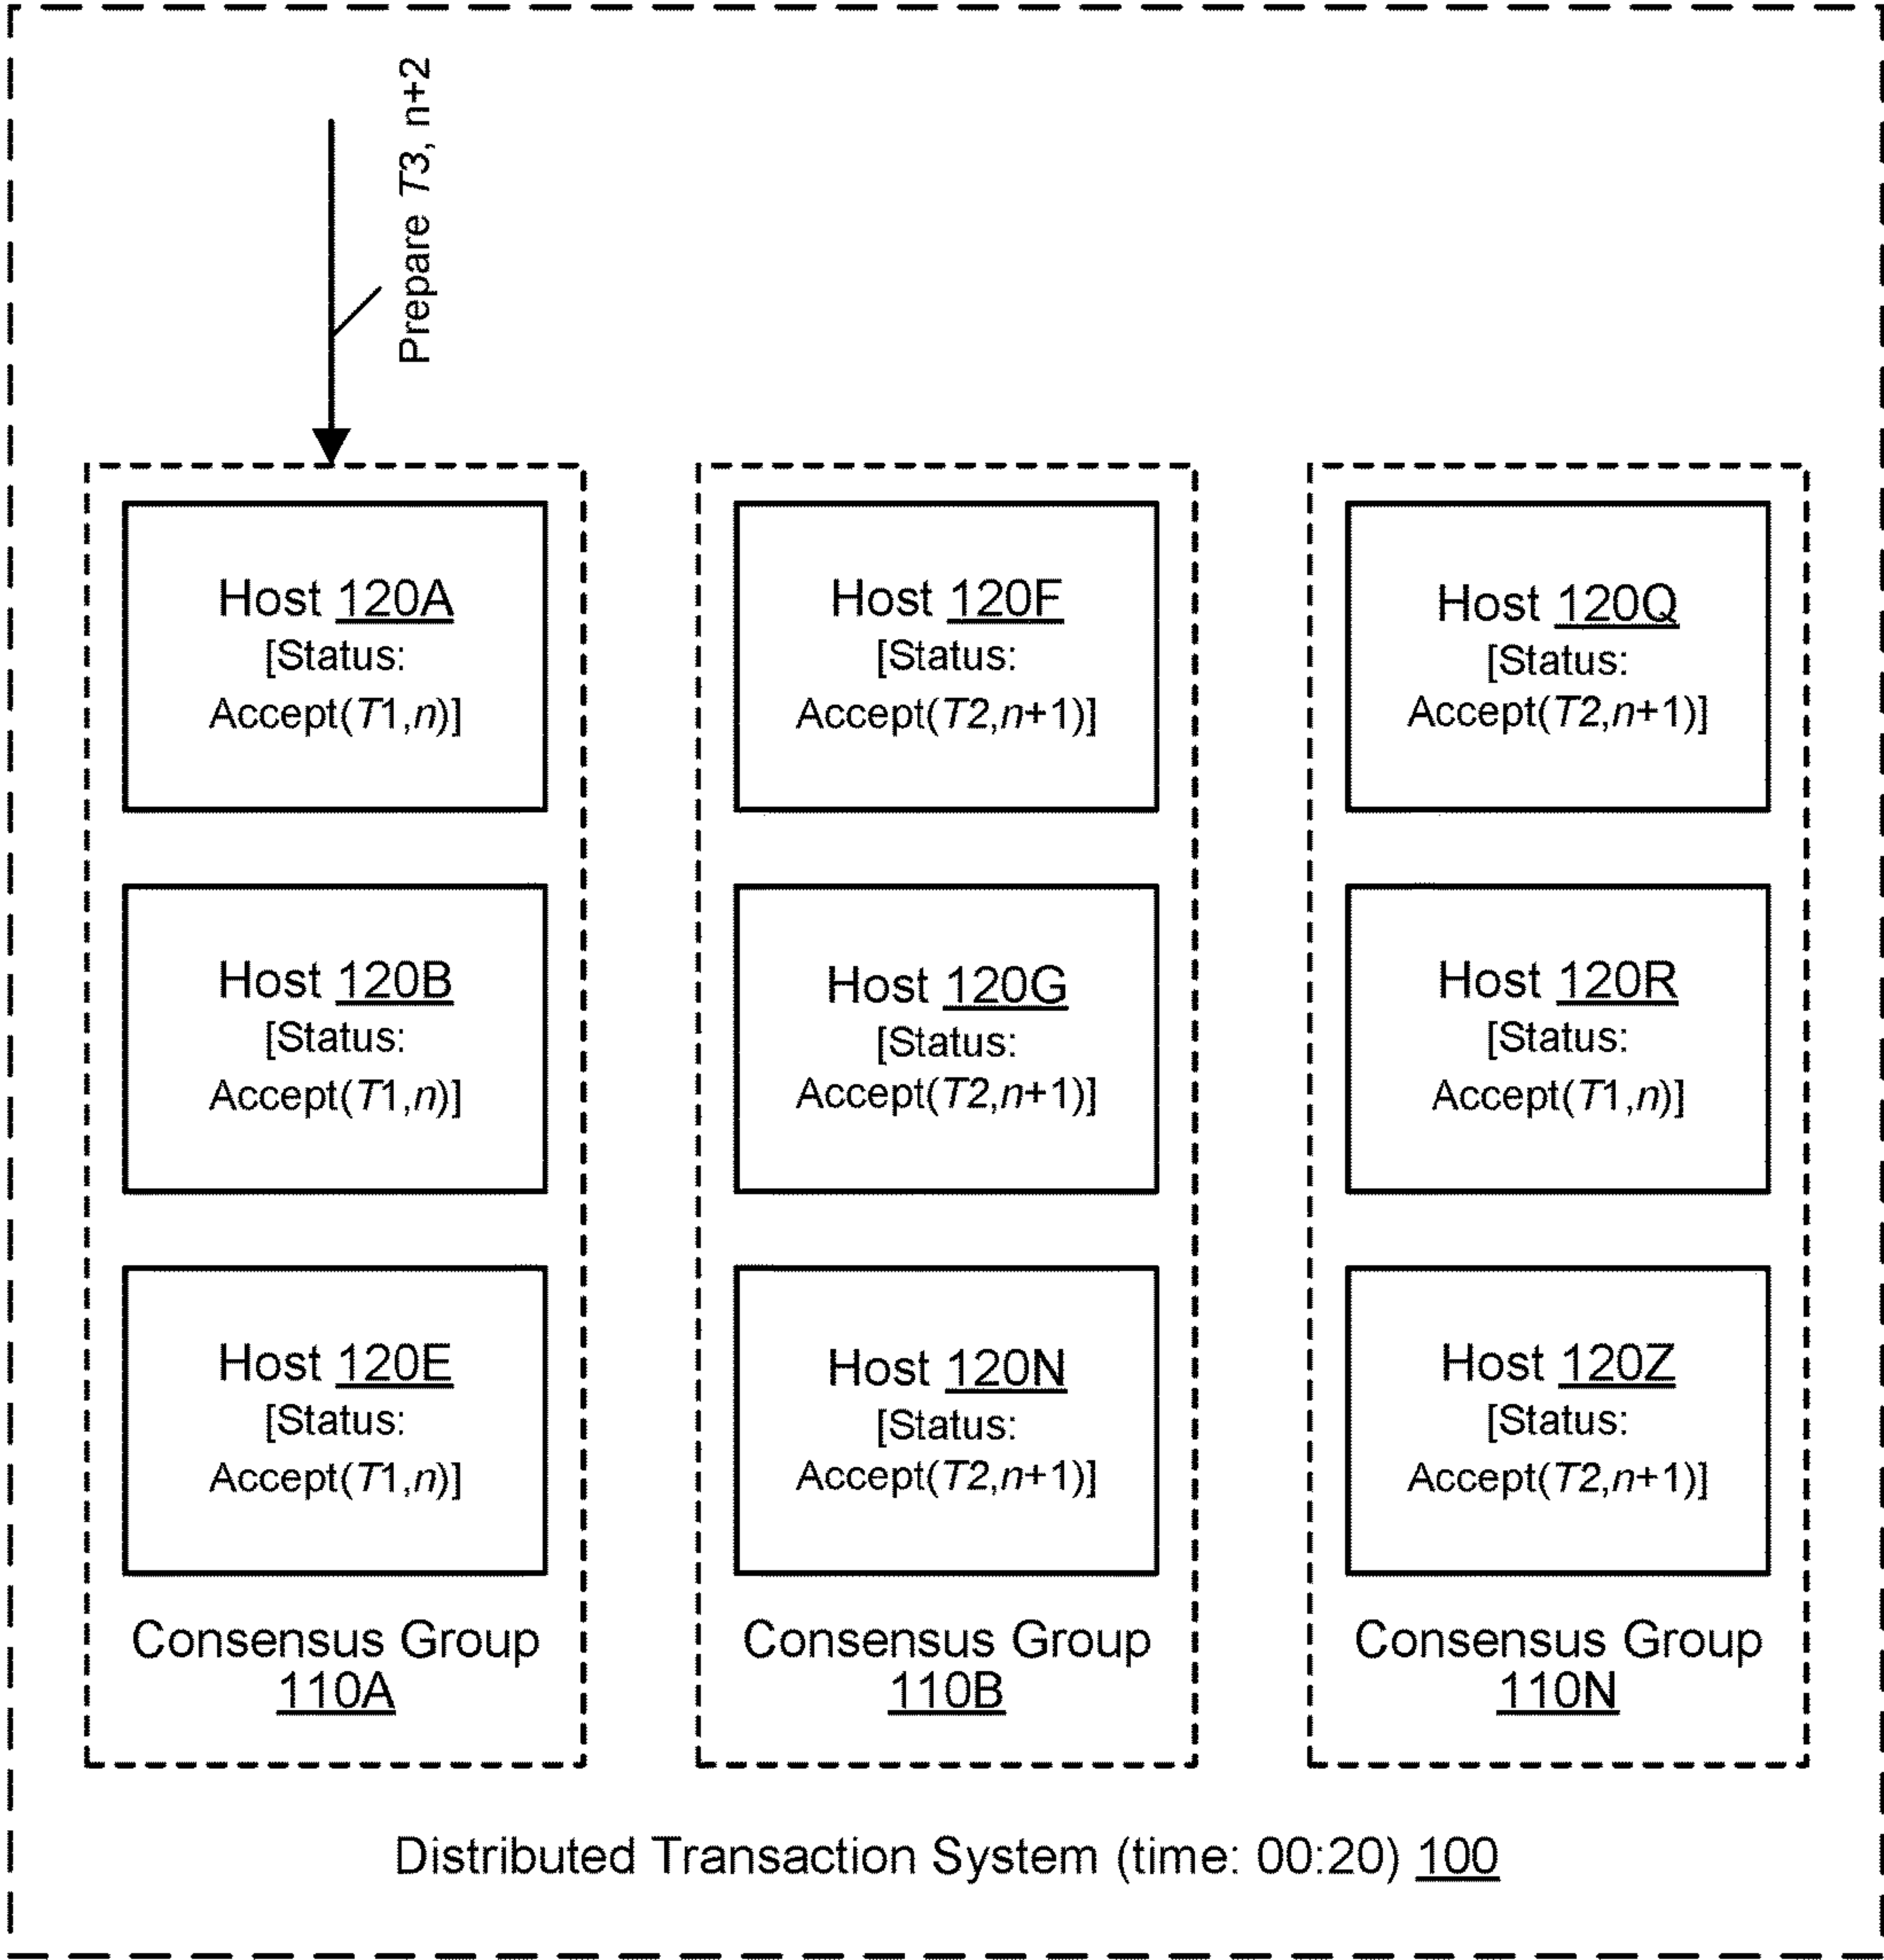 Prepare T3, n+2
Host 120A
[Status:
Accept(T1,n)]
Host 120B
[Status:
Accept(T1,n)]
Host 120E
[Status:
Accept(T1,n)]
Consensus Group
110A
Host 120F
[Status:
Accept(T2,n+1)]
Host 120G
[Status:
Accept(T2,n+1)]
Host 120N
[Status:
Accept(T2,n+1)]
Consensus Group
110B
Host 120Q
[Status:
Accept(T2,n+1)]
Host 120R
[Status:
Accept(T1,n)]
Host 120Z
[Status:
Accept(T2,n+1)]
Consensus Group
110N
Distributed Transaction System (time: 00:20) 100